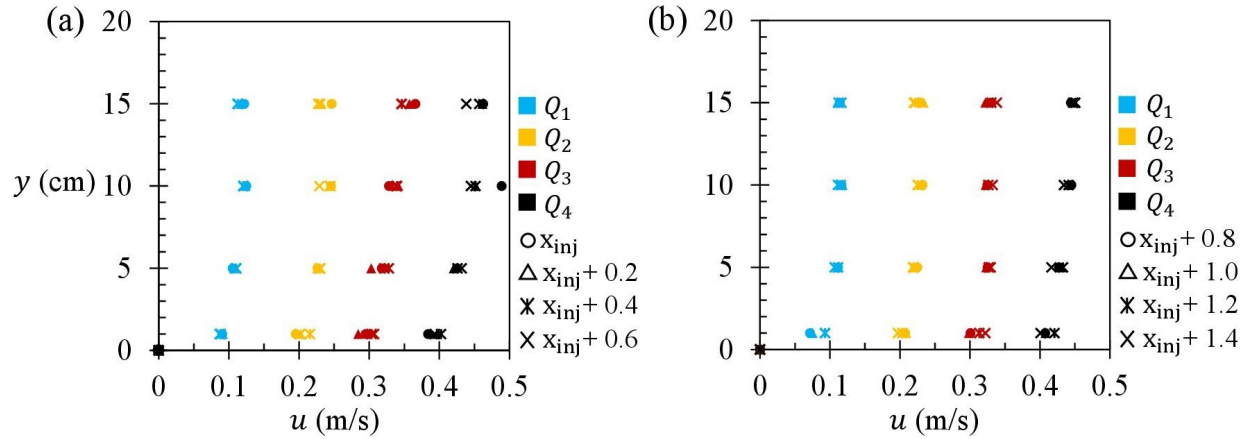 (a)
20
15
10
5
0
y (cm)
0 0.1 0.2 0.3 0.4 0.5
u (m/s)
Q1
Q2
Q3
Q4
xinj
xinj + 0.2
xinj + 0.4
xinj + 0.6
(b)
20
15
10
5
0
0 0.1 0.2 0.3 0.4 0.5
u (m/s)
Q1
Q2
Q3
Q4
xinj + 0.8
xinj + 1.0
xinj + 1.2
xinj + 1.4